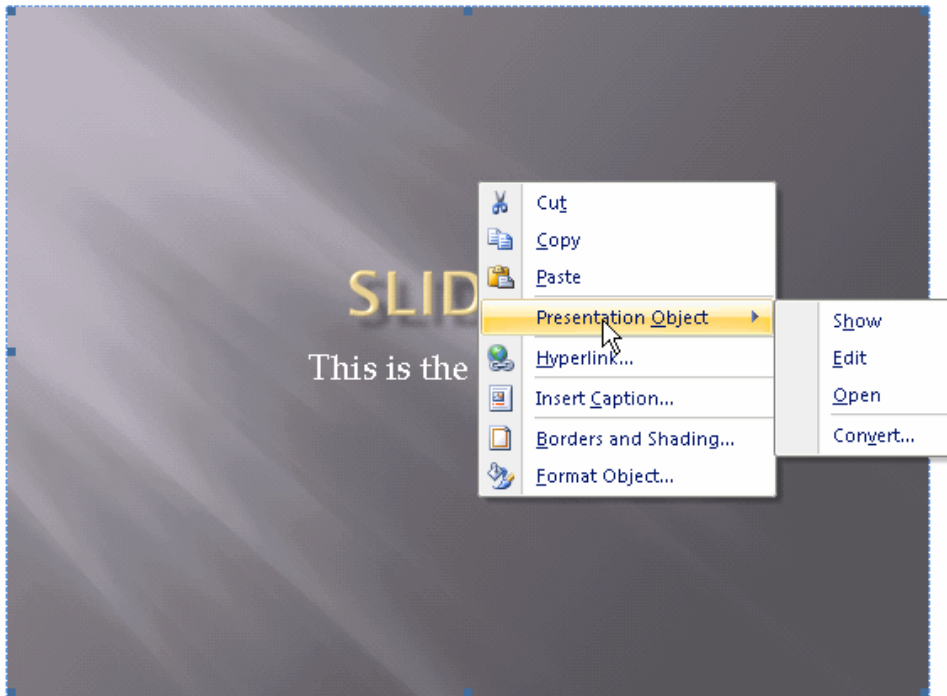 Cut
Copy
Paste
SLID
Presentation Object
Show
This is the
Hyperlink...
Edit
Insert Caption...
Open
Borders and Shading...
Convert...
Format Object...